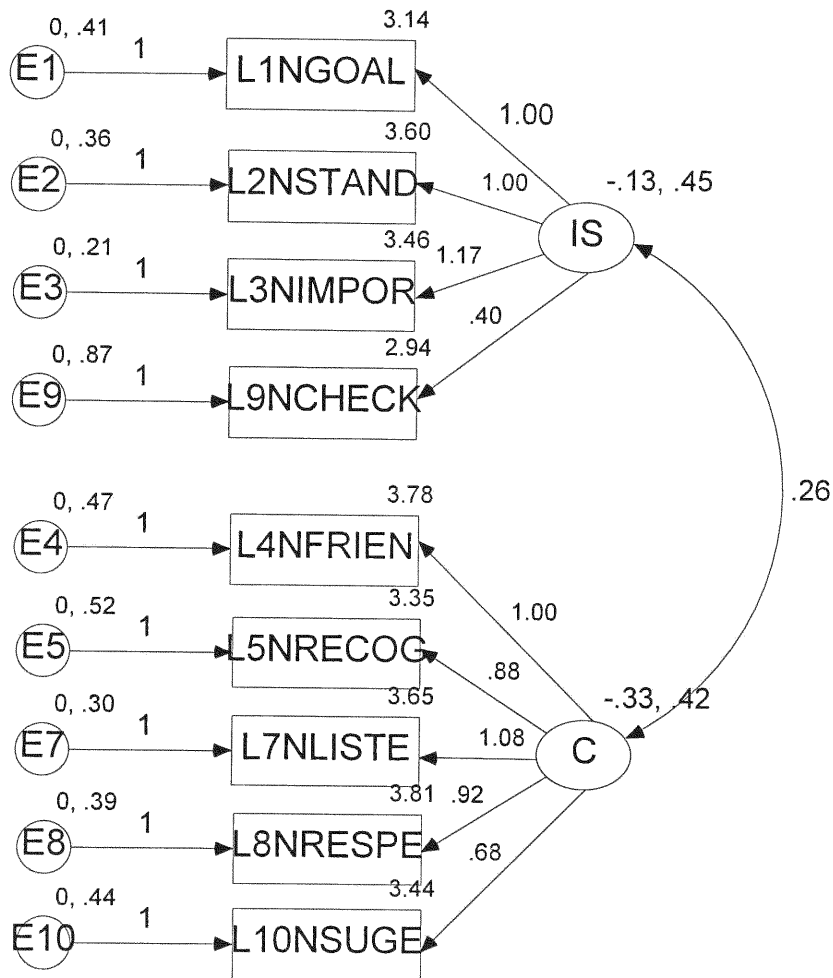 3.14
0, .41
1
E1
L1NGOAL
1.00
3.60
0, .36
1
E2
L2NSTAND
1.00
-.13, .45
IS
3.46
0, .21
1
1.17
E3
L3NIMPOR
.40
2.94
0, .87
1
E9
L9NCHECK
.26
3.78
0, .47
1
E4
L4NFRIEN
1.00
3.35
0, .52
1
E5
L5NRECOG
.88
3.65
-.33, .42
0, .30
1
E7
L7NLISTE
1.08
C
3.81
.92
0, .39
1
E8
L8NRESPE
.68
3.44
0, .44
1
E10
L10NSUGE